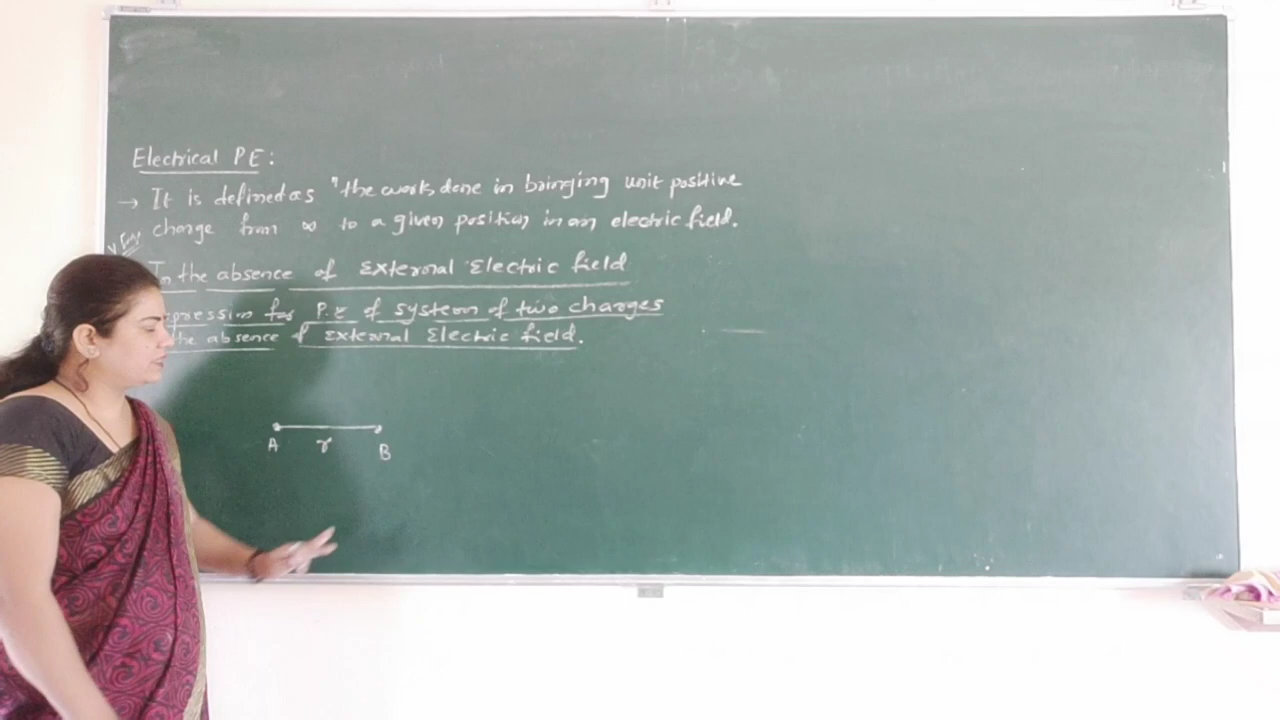 Electrical PE:
→ It is defined as "the work done in bringing unit positive
charge from ∞ to a given position in an electric field.
In the absence of External Electric field
pression for P.E of system of two charges
the absence of External Electric field.
A r B